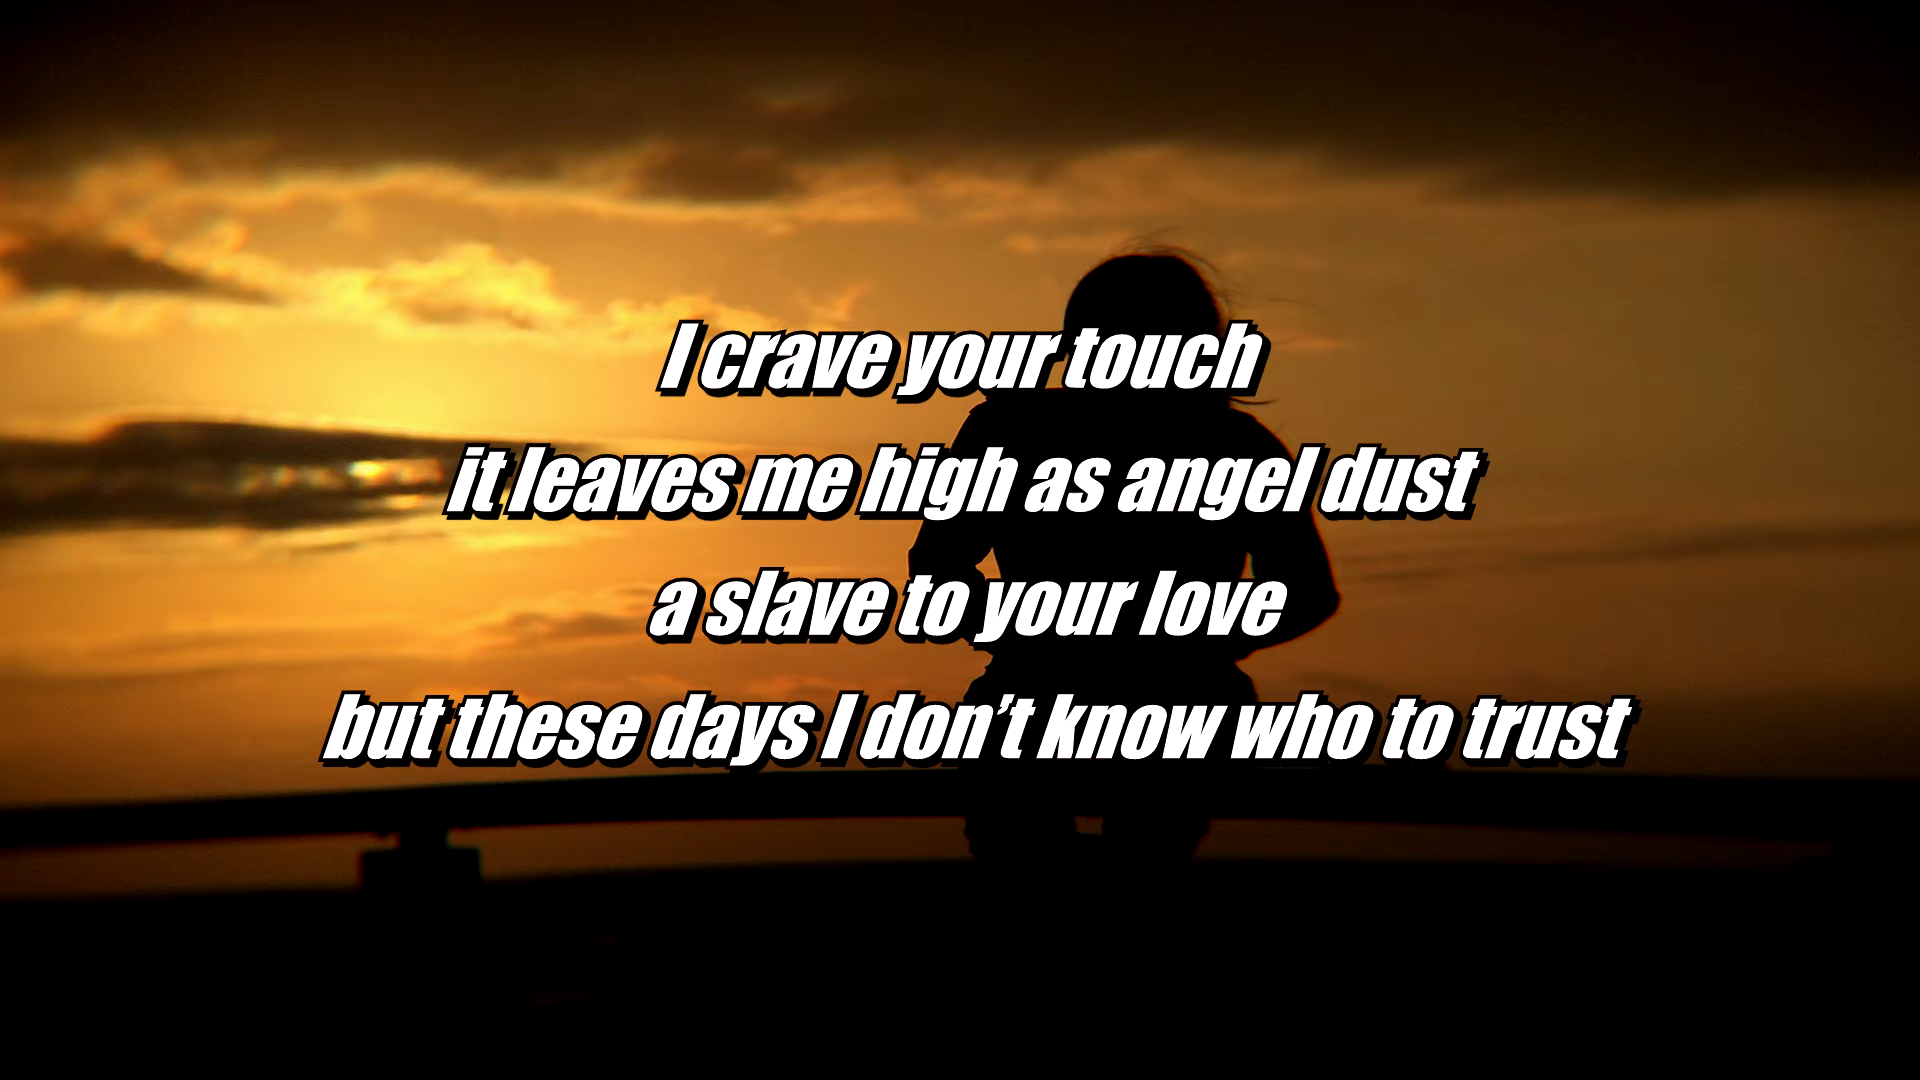 I crave your touch
it leaves me high as angel dust
a slave to your love
but these days I don’t know who to trust